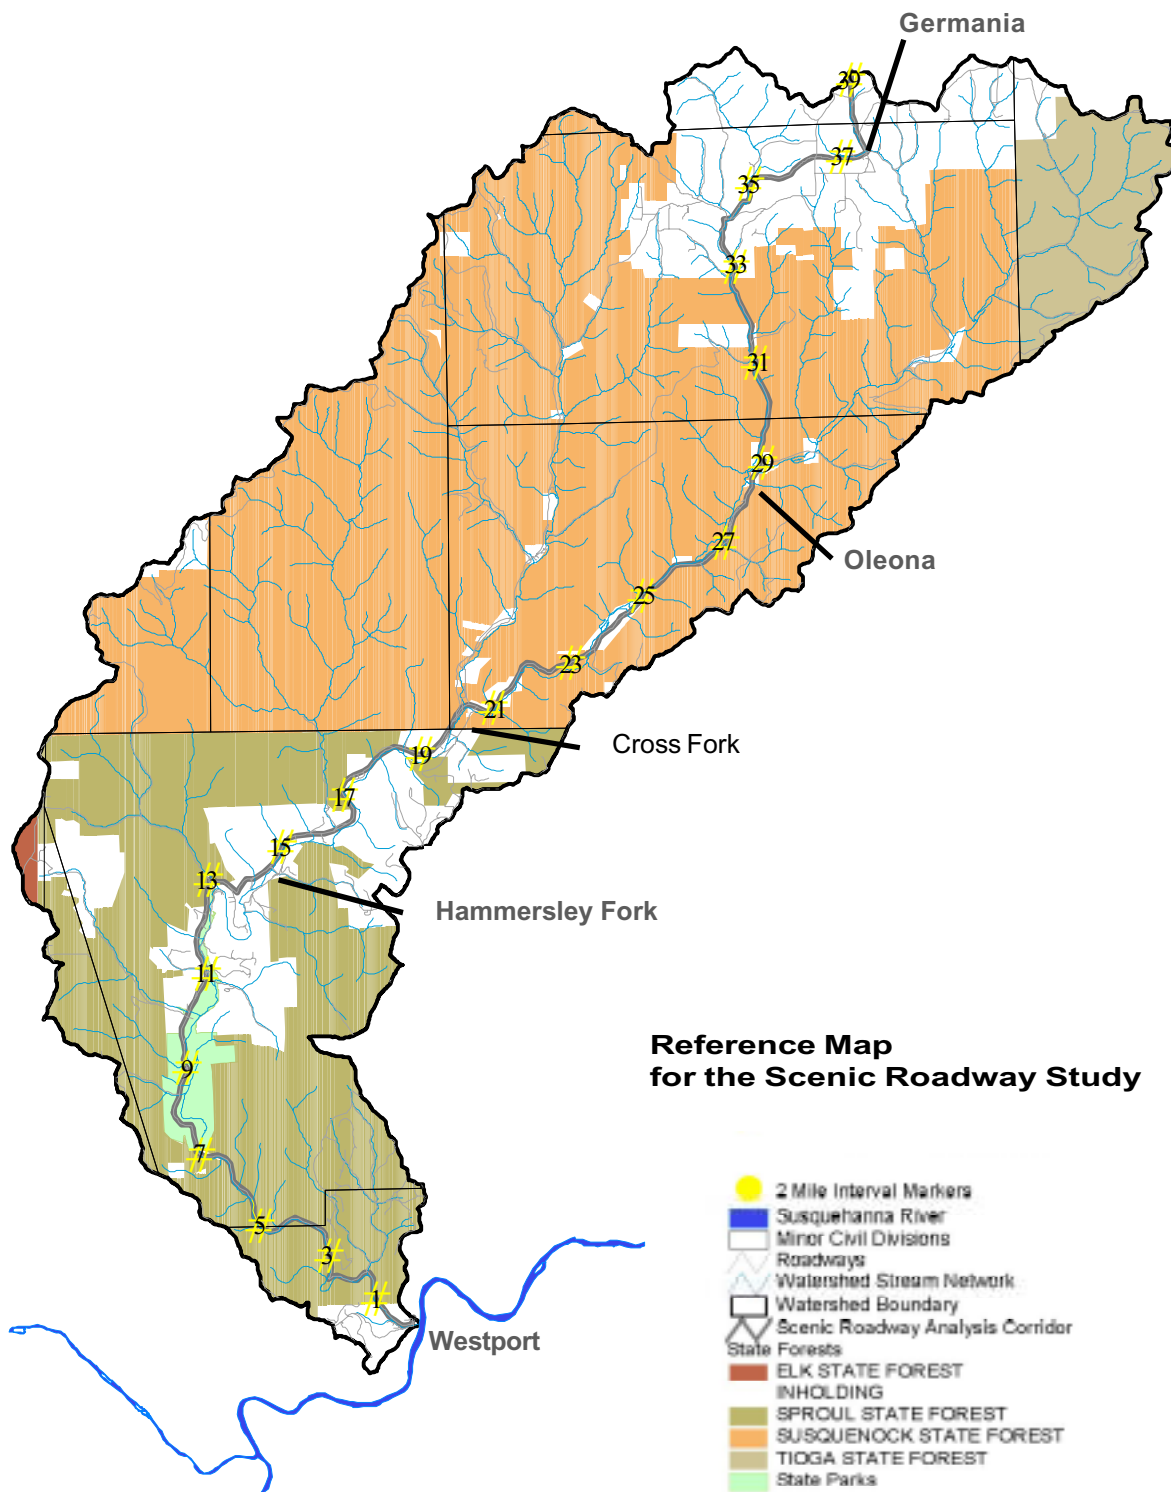 Germania
39
37
35
33
31
29
27
Oleona
25
23
21
Cross Fork
19
17
15
13
Hammersley Fork
11
Reference Map
for the Scenic Roadway Study
9
7
5
3
1
Westport
2 Mile Interval Markers
Susquehanna River
Minor Civil Divisions
Roadways
Watershed Stream Network
Watershed Boundary
Scenic Roadway Analysis Corridor
State Forests
ELK STATE FOREST
INHOLDING
SPROUL STATE FOREST
SUSQUENOCK STATE FOREST
TIOGA STATE FOREST
State Parks